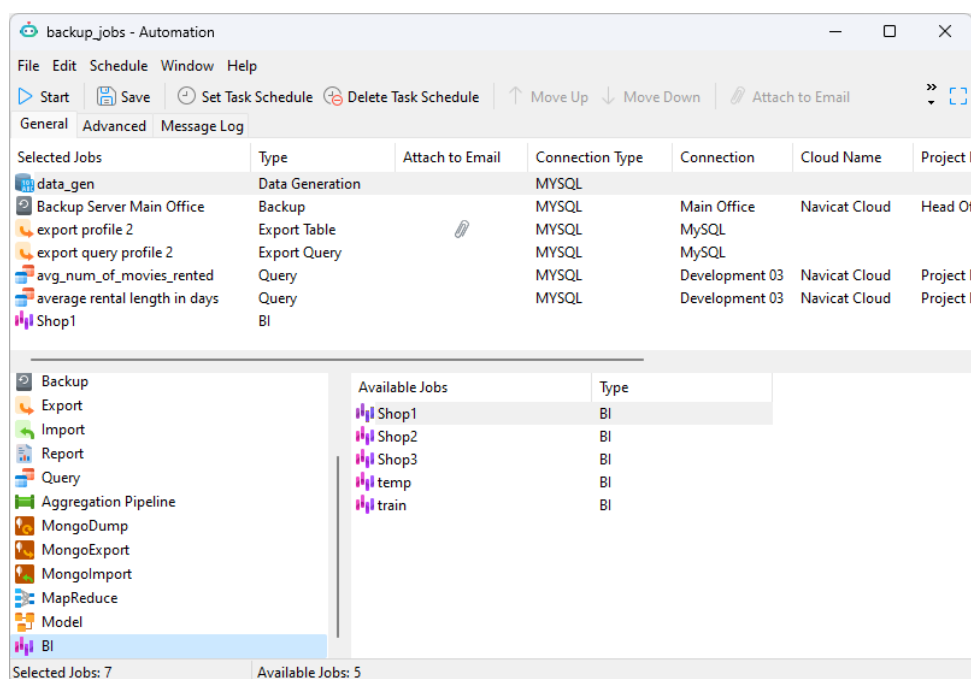 backup_jobs - Automation
File Edit Schedule Window Help
Start Save Set Task Schedule Delete Task Schedule Move Up Move Down Attach to Email
General Advanced Message Log
Selected Jobs Type Attach to Email Connection Type Connection Cloud Name Project
data_gen Data Generation MYSQL
Backup Server Main Office Backup MYSQL Main Office Navicat Cloud Head Of
export profile 2 Export Table MYSQL MySQL
export query profile 2 Export Query MYSQL MySQL
avg_num_of_movies_rented Query MYSQL Development 03 Navicat Cloud Project
average rental length in days Query MYSQL Development 03 Navicat Cloud Project
Shop1 BI
Backup
Export
Import
Report
Query
Aggregation Pipeline
MongoDump
MongoExport
MongoImport
MapReduce
Model
BI
Available Jobs Type
Shop1 BI
Shop2 BI
Shop3 BI
temp BI
train BI
Selected Jobs: 7 Available Jobs: 5